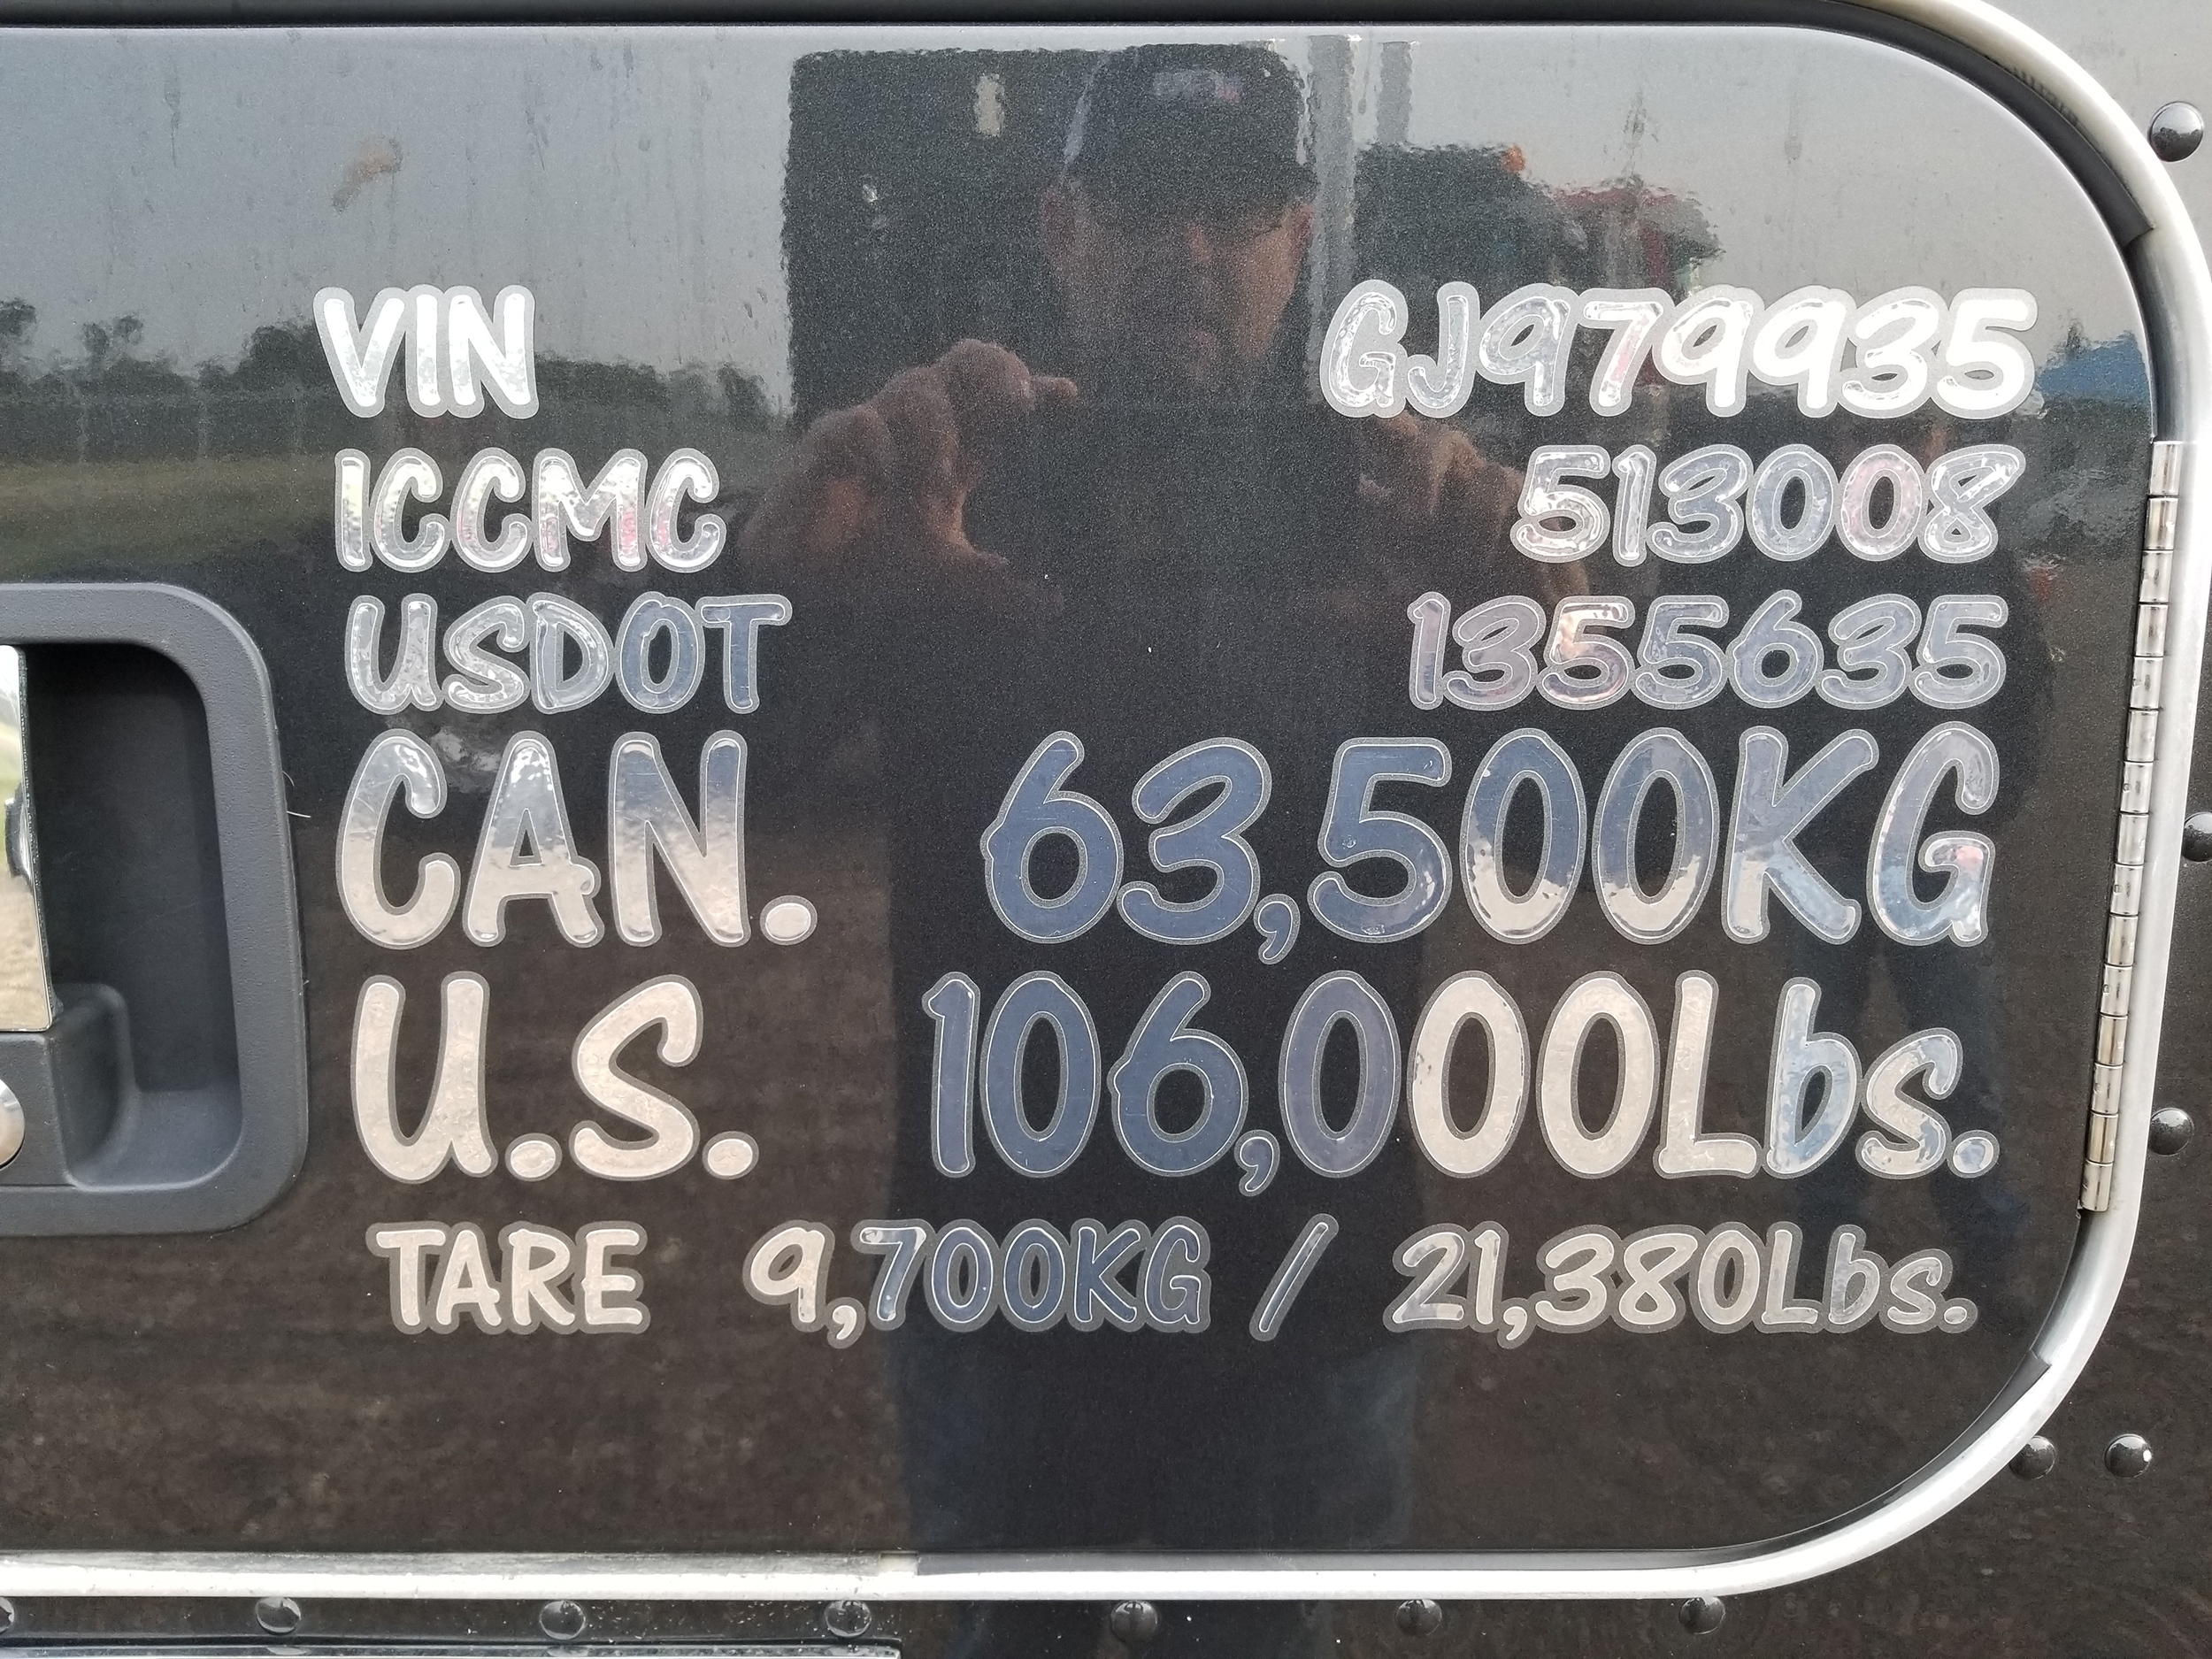 VIN GJ979935
ICCMC 513008
USDOT 1355635
CAN. 63,500KG
U.S. 106,000Lbs.
TARE 9,700KG / 21,380Lbs.